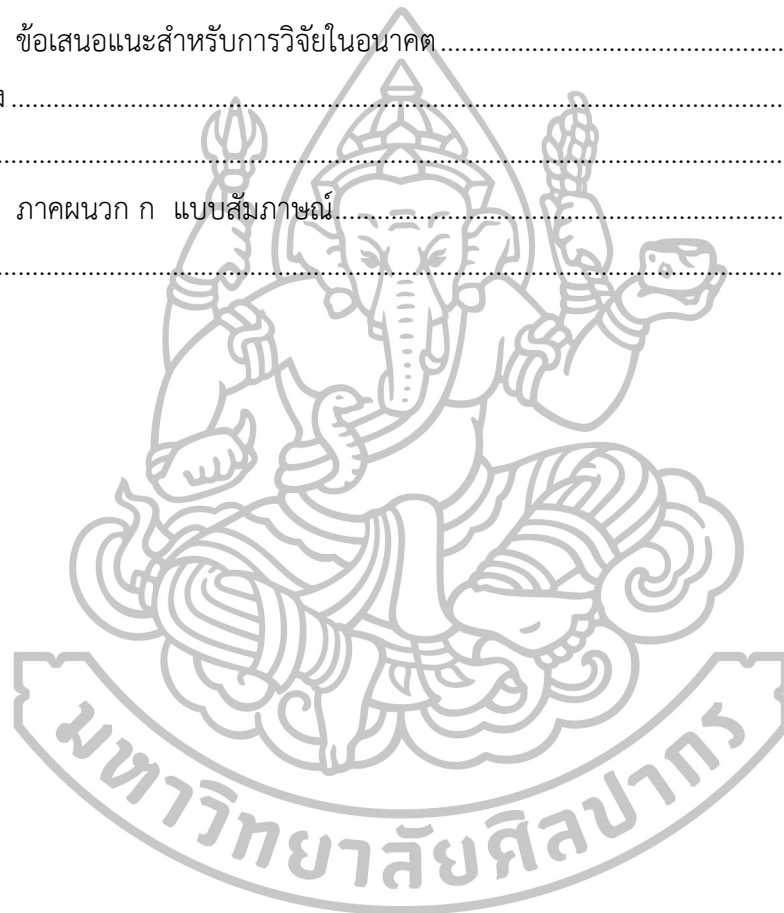 ข้อเสนอแนะสำหรับการวิจัยในอนาคต................................................
................................................................................
................................................................................
ภาคผนวก ก แบบสัมภาษณ์................................................................
................................................................................
มหาวิทยาลัยศิลปากร